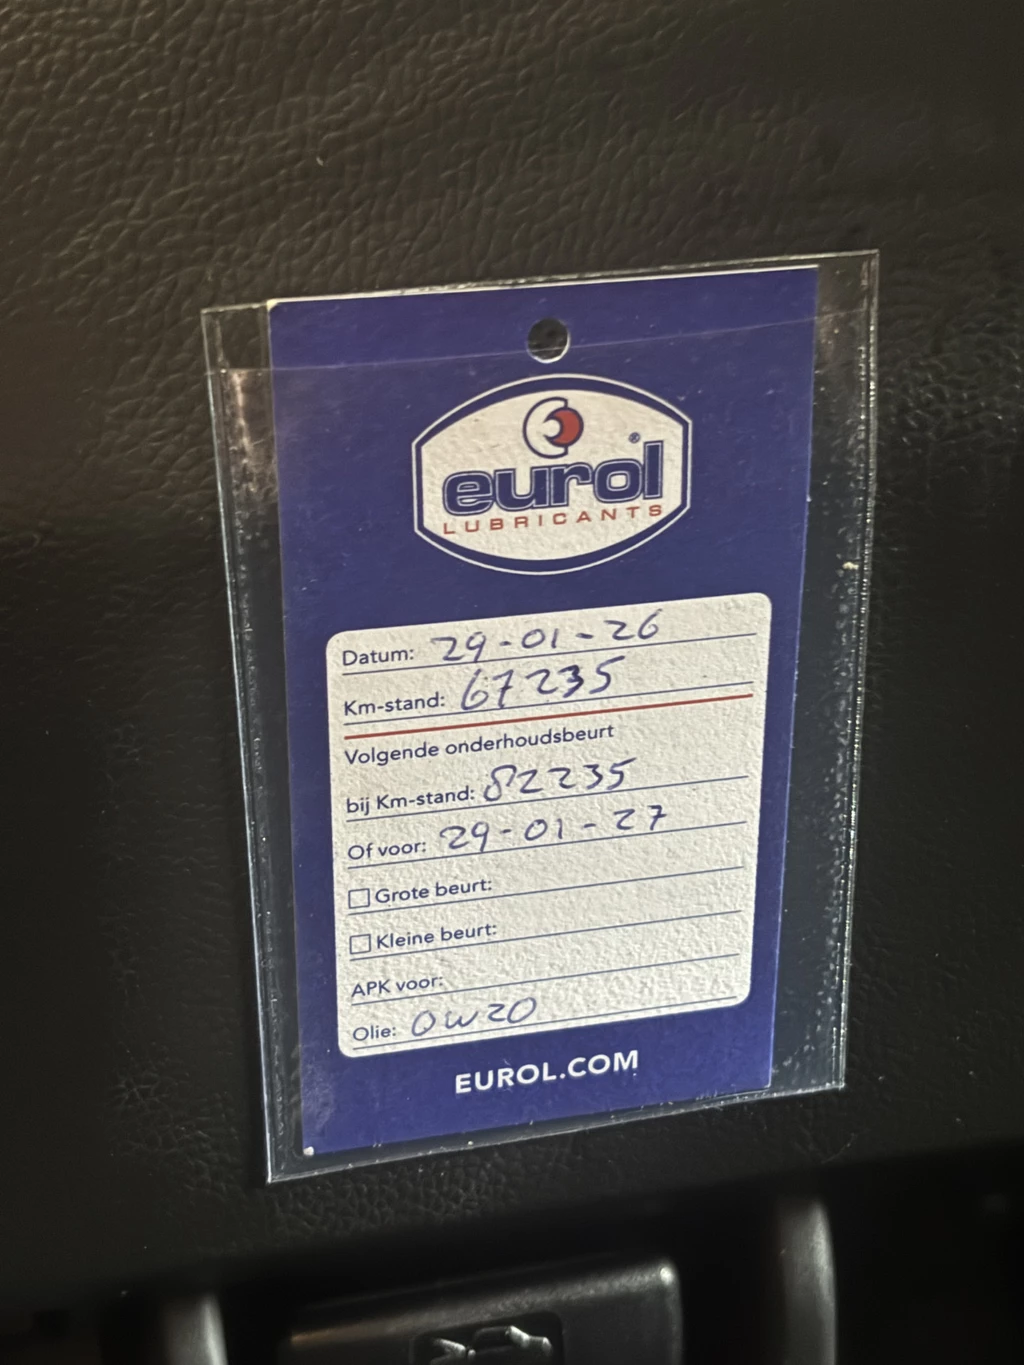 eurol®
LUBRICANTS
Datum: 29-01-26
Km-stand: 67235
Volgende onderhoudsbeurt
bij Km-stand: 82235
Of voor: 29-01-27
Grote beurt:
Kleine beurt:
APK voor:
Olie: 0W20
EUROL.COM